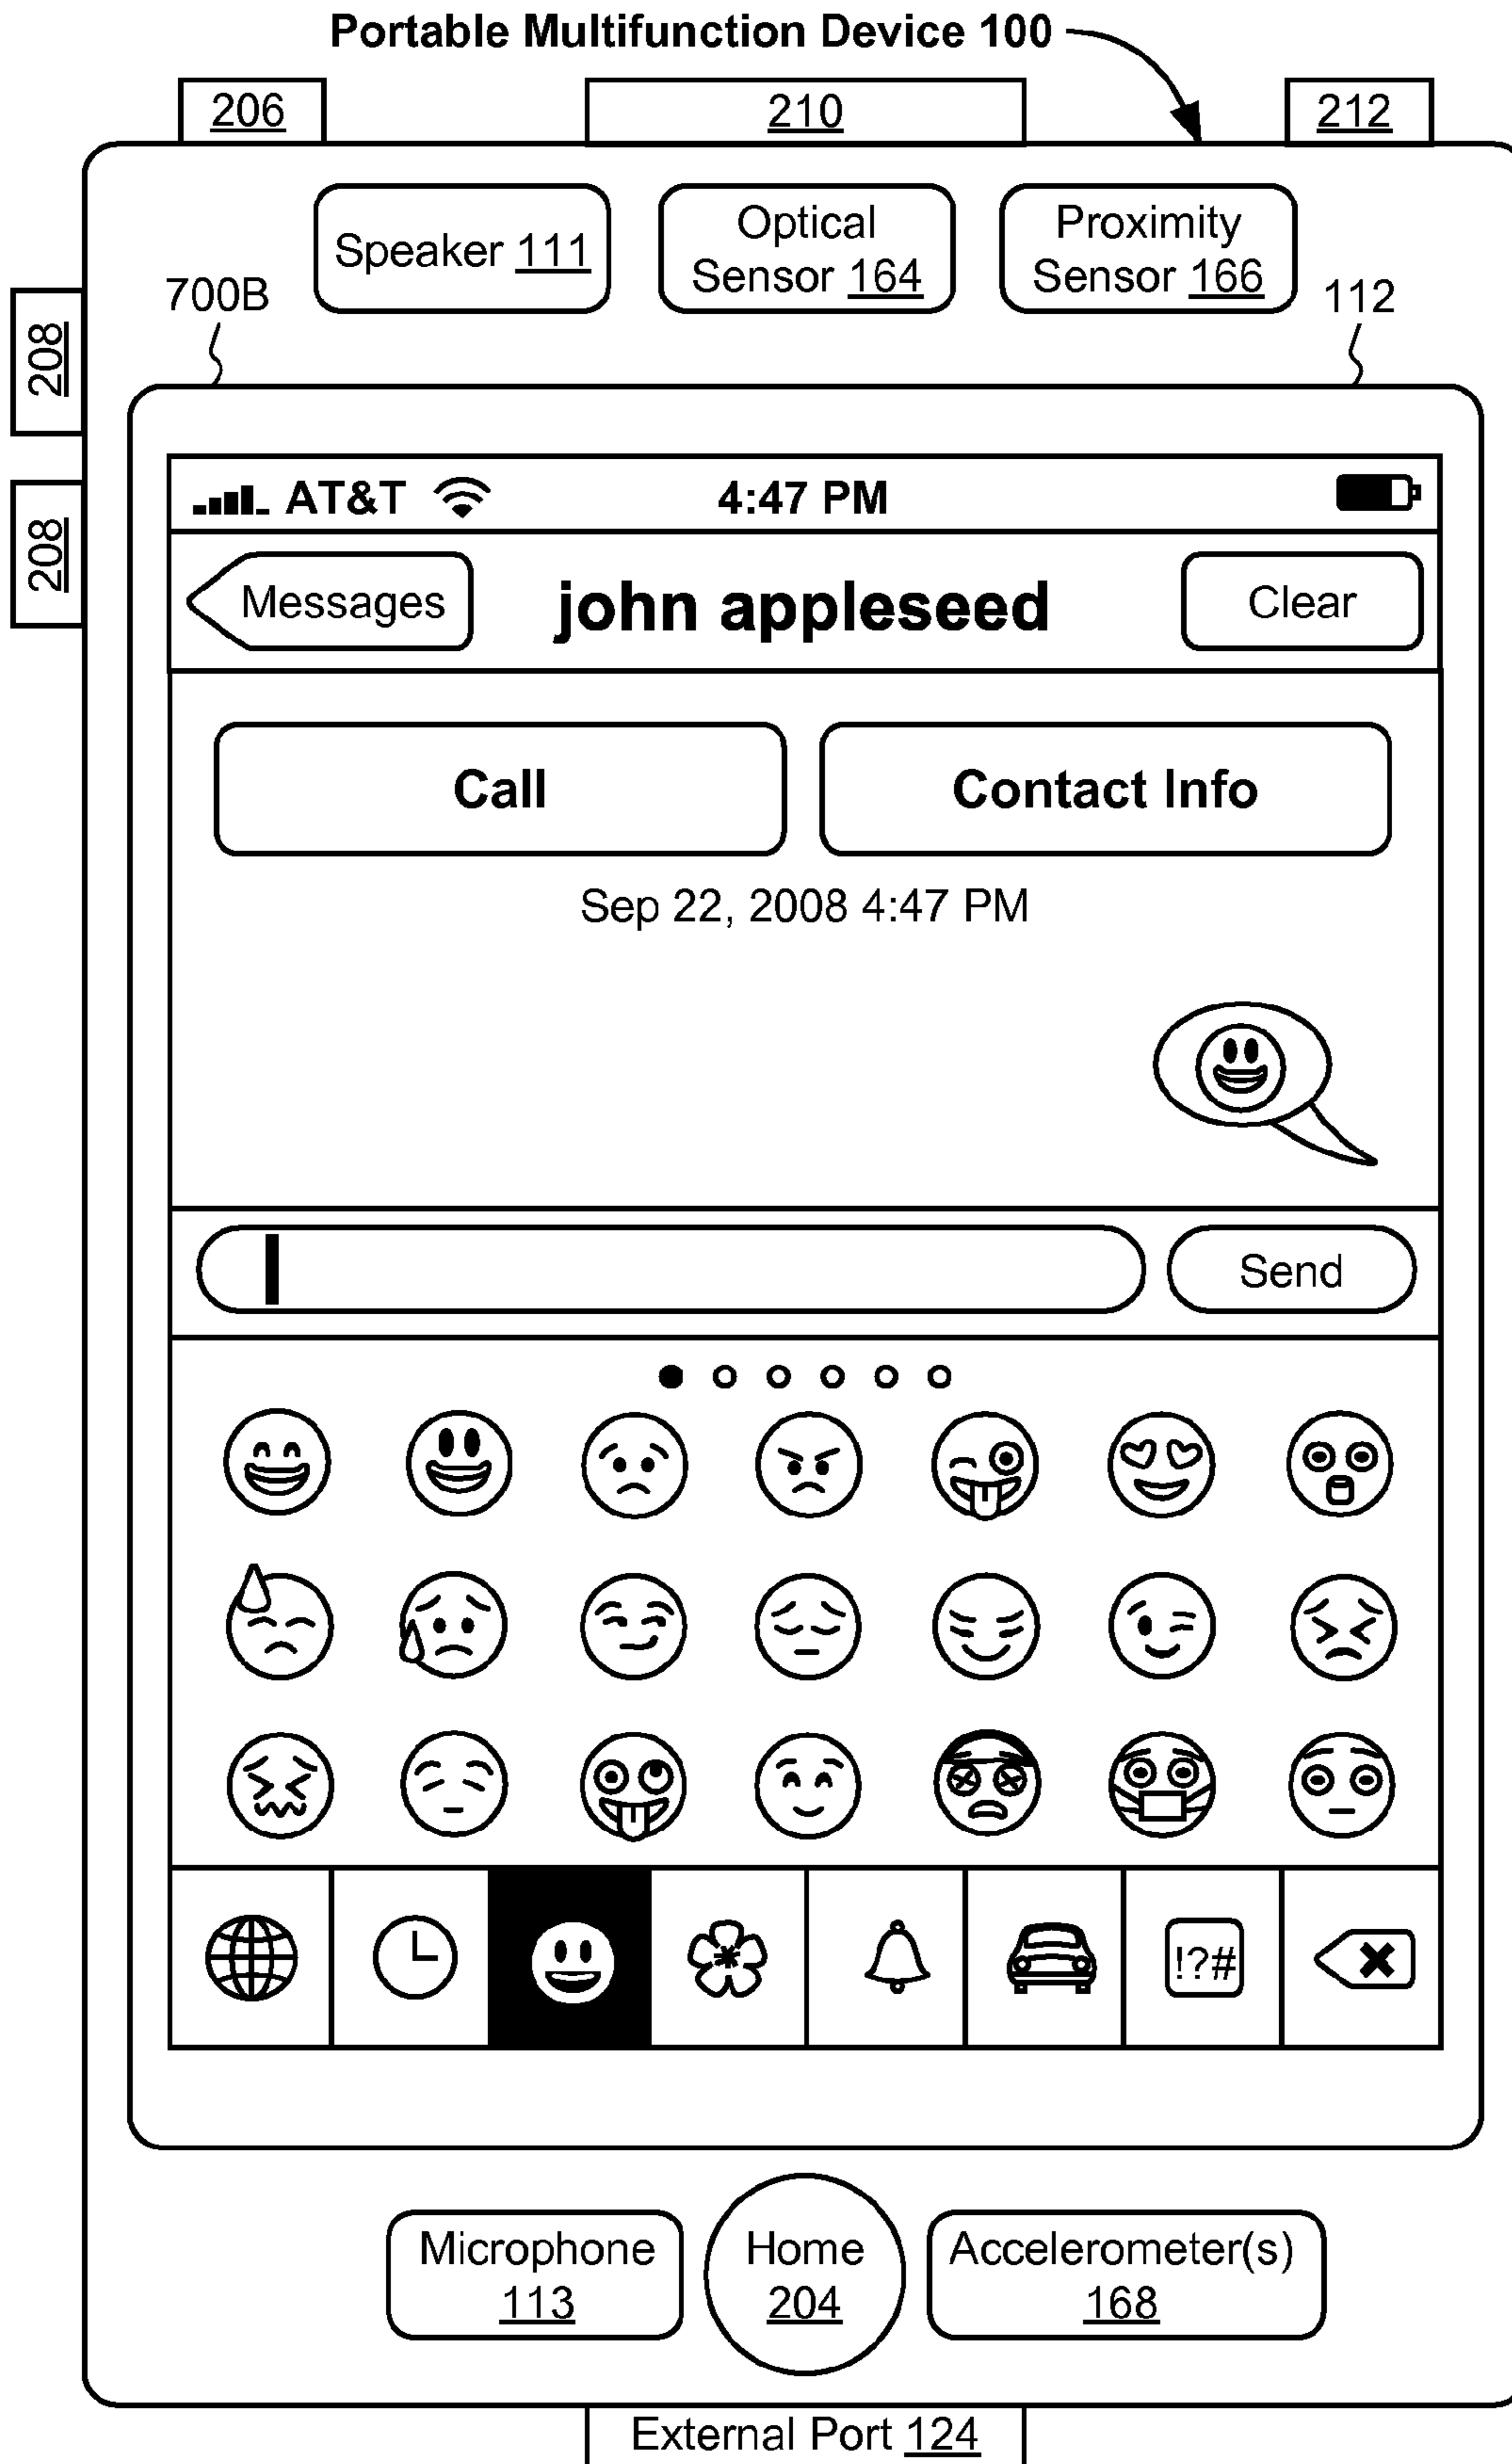 Portable Multifunction Device 100
206
210
212
Speaker 111
Optical
Sensor 164
Proximity
Sensor 166
700B
112
208
208
AT&T
4:47 PM
Messages
john appleseed
Clear
Call
Contact Info
Sep 22, 2008 4:47 PM
Send
!?#
Microphone
113
Home
204
Accelerometer(s)
168
External Port 124